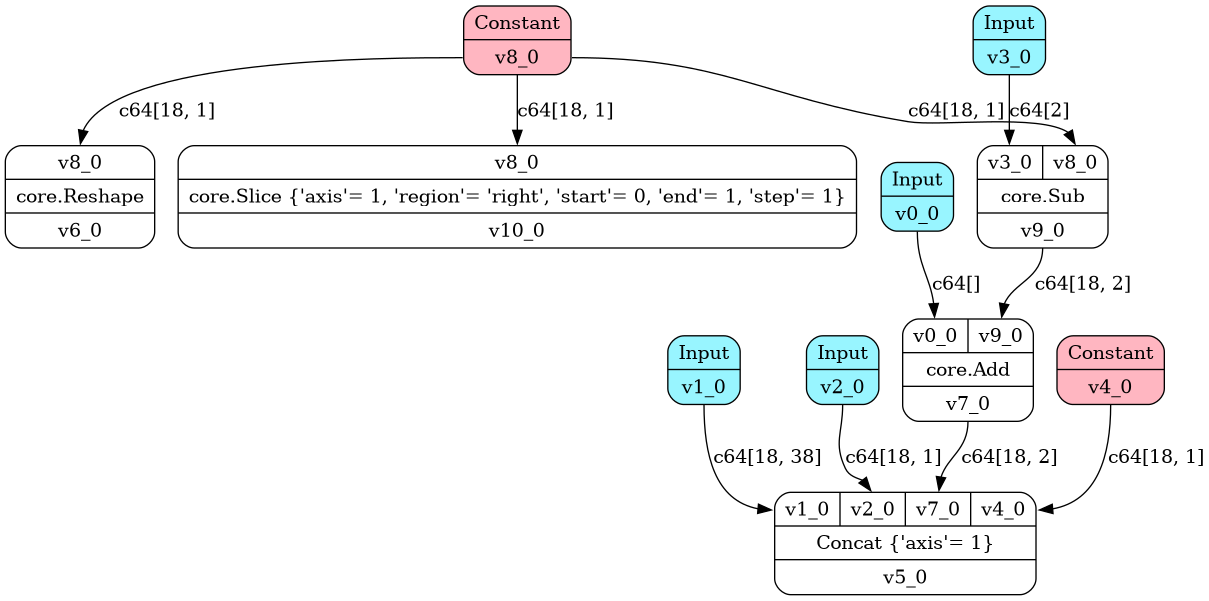 Constant
v8_0
Input
v3_0
c64[18, 1]
c64[18, 1]
c64[18, 1]
c64[2]
v8_0
core.Reshape
v6_0
v8_0
core.Slice {'axis'= 1, 'region'= 'right', 'start'= 0, 'end'= 1, 'step'= 1}
v10_0
Input
v0_0
v3_0 v8_0
core.Sub
v9_0
c64[]
c64[18, 2]
Input
v1_0
Input
v2_0
v0_0 v9_0
core.Add
v7_0
Constant
v4_0
c64[18, 38]
c64[18, 1]
c64[18, 2]
c64[18, 1]
v1_0 v2_0 v7_0 v4_0
Concat {'axis'= 1}
v5_0